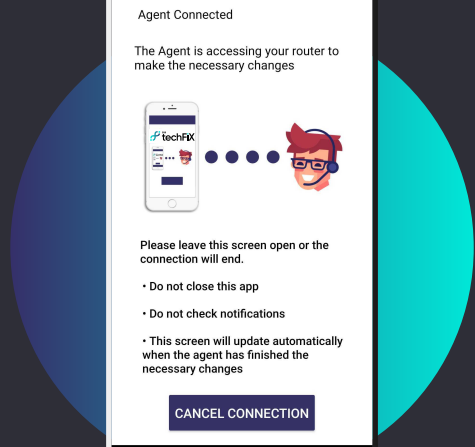 Agent Connected
The Agent is accessing your router to
make the necessary changes
techFiX
Please leave this screen open or the
connection will end.
• Do not close this app
• Do not check notifications
• This screen will update automatically
when the agent has finished the
necessary changes
CANCEL CONNECTION